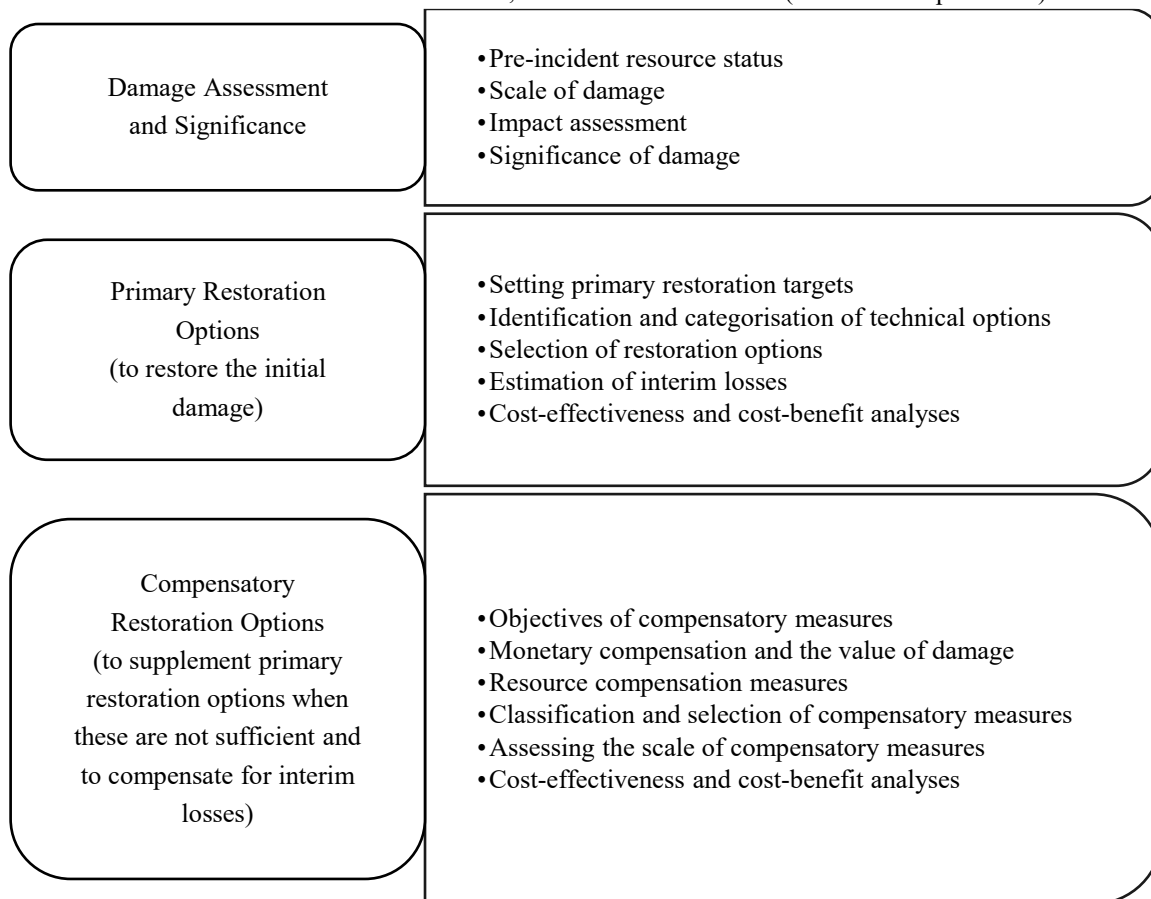 Damage Assessment
and Significance
•Pre-incident resource status
•Scale of damage
•Impact assessment
•Significance of damage
Primary Restoration
Options
(to restore the initial
damage)
•Setting primary restoration targets
•Identification and categorisation of technical options
•Selection of restoration options
•Estimation of interim losses
•Cost-effectiveness and cost-benefit analyses
Compensatory
Restoration Options
(to supplement primary
restoration options when
these are not sufficient and
to compensate for interim
losses)
•Objectives of compensatory measures
•Monetary compensation and the value of damage
•Resource compensation measures
•Classification and selection of compensatory measures
•Assessing the scale of compensatory measures
•Cost-effectiveness and cost-benefit analyses